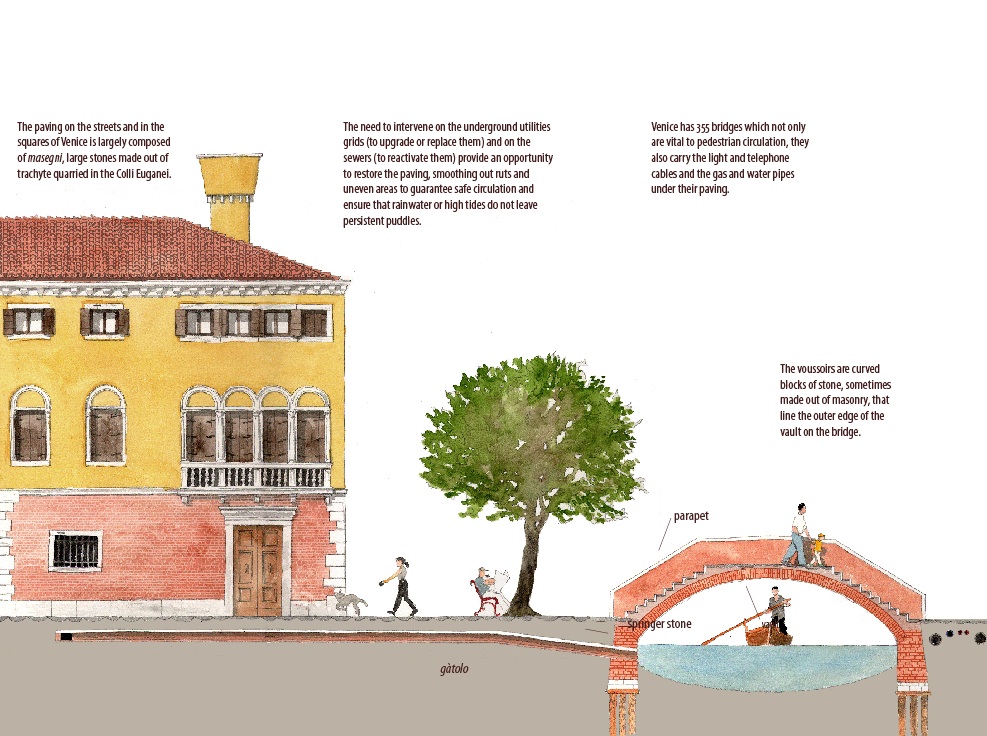 The paving on the streets and in the
squares of Venice is largely composed
of masegni, large stones made out of
trachyte quarried in the Colli Euganei.
The need to intervene on the underground utilities
grids (to upgrade or replace them) and on the
sewers (to reactivate them) provide an opportunity
to restore the paving, smoothing out ruts and
uneven areas to guarantee safe circulation and
ensure that rainwater or high tides do not leave
persistent puddles.
Venice has 355 bridges which not only
are vital to pedestrian circulation, they
also carry the light and telephone
cables and the gas and water pipes
under their paving.
The voussoirs are curved
blocks of stone, sometimes
made out of masonry, that
line the outer edge of the
vault on the bridge.
parapet
springer stone
gàtolo